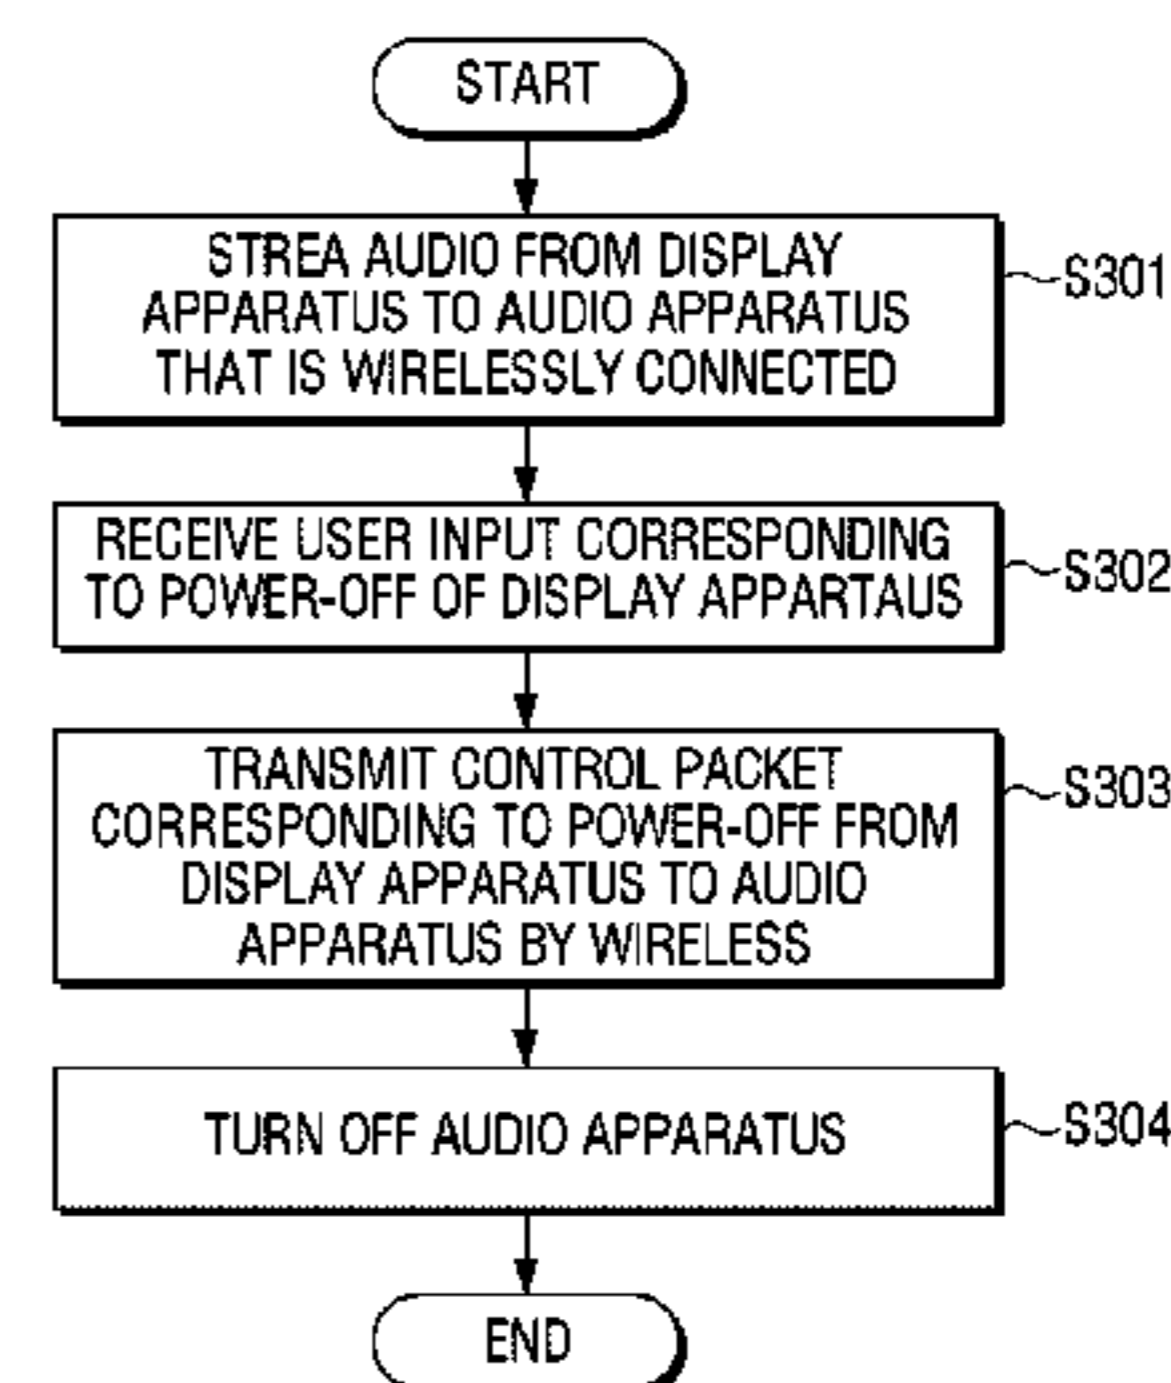 START
STREA AUDIO FROM DISPLAY
APPARATUS TO AUDIO APPARATUS
THAT IS WIRELESSLY CONNECTED
S301
RECEIVE USER INPUT CORRESPONDING
TO POWER-OFF OF DISPLAY APPARTAUS
S302
TRANSMIT CONTROL PACKET
CORRESPONDING TO POWER-OFF FROM
DISPLAY APPARATUS TO AUDIO
APPARATUS BY WIRELESS
S303
TURN OFF AUDIO APPARATUS
S304
END